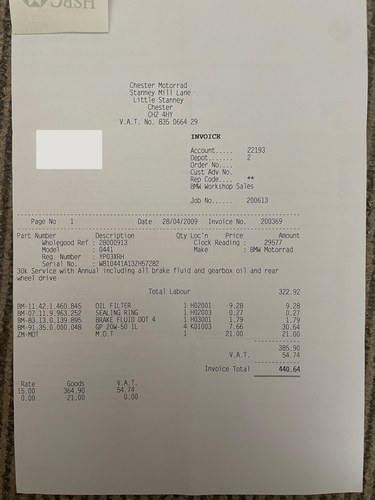 HSBC
Chester Motorrad
Stanney Mill Lane
Little Stanney
Chester
CH2 4HY
V.A.T. No. 835 0664 29
INVOICE
Account..... 22193
Depot....... 2
Order No....
Cust Adv No.
Rep Code.... **
BMW Workshop Sales
Job No...... 200613
Page No 1 Date 28/04/2009 Invoice No. 200369
Part Number Description Qty Loc'n Price Amount
Wholegood Ref : 28000913 Clock Reading : 29577
Model : 0441 Make : BMW Motorrad
Reg. Number : YP03XRH
Serial No. : WB10441A13ZH57282
30k Service with Annual including all brake fluid and gearbox oil and rear
wheel drive
Total Labour 322.92
BM-11.42.1.460.845 OIL FILTER 1 H02001 9.28 9.28
BM-07.11.9.963.252 SEALING RING 1 H02003 0.27 0.27
BM-83.13.0.139.895 BRAKE FLUID DOT 4 1 H03001 1.79 1.79
BM-91.35.0.000.048 GP 20W-50 1L 4 K01003 7.66 30.64
ZM-MOT M.O.T 1 21.00 21.00
385.90
V.A.T. 54.74
Invoice Total 440.64
Rate Goods V.A.T.
15.00 364.90 54.74
0.00 21.00 0.00